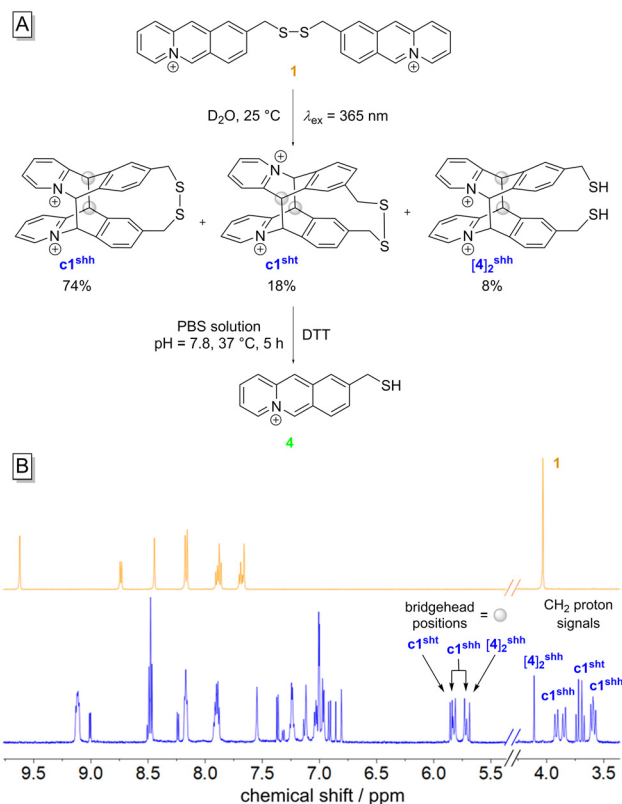 A
S–S
N
⊕
N
⊕
1
D₂O, 25 °C
λex = 365 nm
N
⊕
N
⊕
S
S
+
N
⊕
N
⊕
S
S
+
N
⊕
N
⊕
SH
SH
c1shh
c1sht
[4]₂shh
74%
18%
8%
PBS solution
pH = 7.8, 37 °C, 5 h
DTT
N
⊕
SH
4
B
1
bridgehead
positions
=
CH₂ proton
signals
c1sht
c1shh
[4]₂shh
[4]₂shh
c1shh
c1sht
c1shh
9.5 9.0 8.5 8.0 7.5 7.0 6.5 6.0 5.5 4.0 3.5
chemical shift / ppm